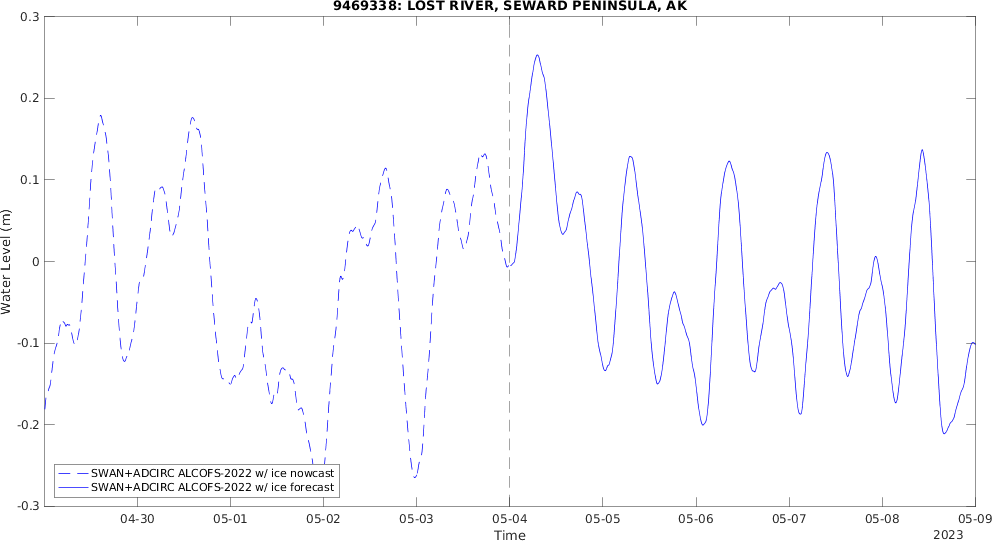 9469338: LOST RIVER, SEWARD PENINSULA, AK
0.3
0.2
0.1
0
-0.1
-0.2
-0.3
Water Level (m)
SWAN+ADCIRC ALCOFS-2022 w/ ice nowcast
SWAN+ADCIRC ALCOFS-2022 w/ ice forecast
04-30 05-01 05-02 05-03 05-04 05-05 05-06 05-07 05-08 05-09
Time
2023